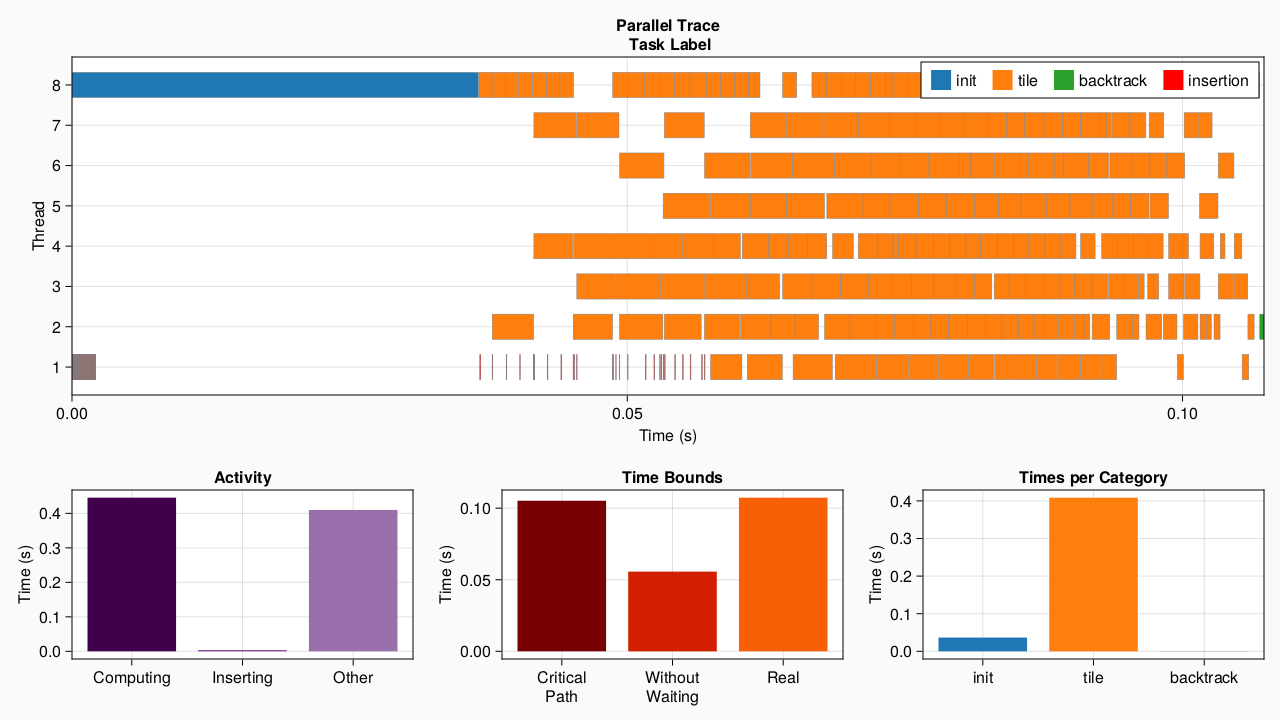 Parallel Trace
Task Label
init tile backtrack insertion
Thread
8
7
6
5
4
3
2
1
0.00 0.05 0.10
Time (s)
Activity
Time (s)
0.4
0.3
0.2
0.1
0.0
Computing Inserting Other
Time Bounds
Time (s)
0.10
0.05
0.00
Critical Path Without Waiting Real
Times per Category
Time (s)
0.4
0.3
0.2
0.1
0.0
init tile backtrack